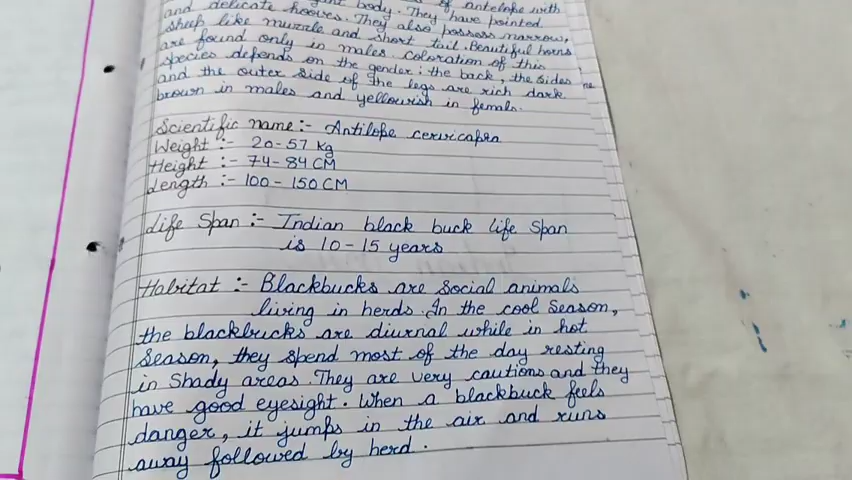 of antelope with
and delicate hooves. They have pointed
body. They also possess narrow,
sheep like muzzle and short tail. Beautiful horns
are found only in males. coloration of this
species depends on the gender; the back, the sides
and the outer side of the legs are rich dark
brown in males and yellowish in femals.
Scientific name:- Antilope cervicapra
Weight :- 20-57 kg
Height :- 74-84 CM
Length :- 100-150 CM
Life Span :- Indian black buck life Span
is 10-15 years
Habitat :- Blackbucks are social animals
living in herds. In the cool Season,
the blackbucks are diurnal while in hot
Season, they spend most of the day resting
in Shady areas. They are very cautions and they
have good eyesight. When a blackbuck feels
danger, it jumps in the air and runs
away followed by herd.